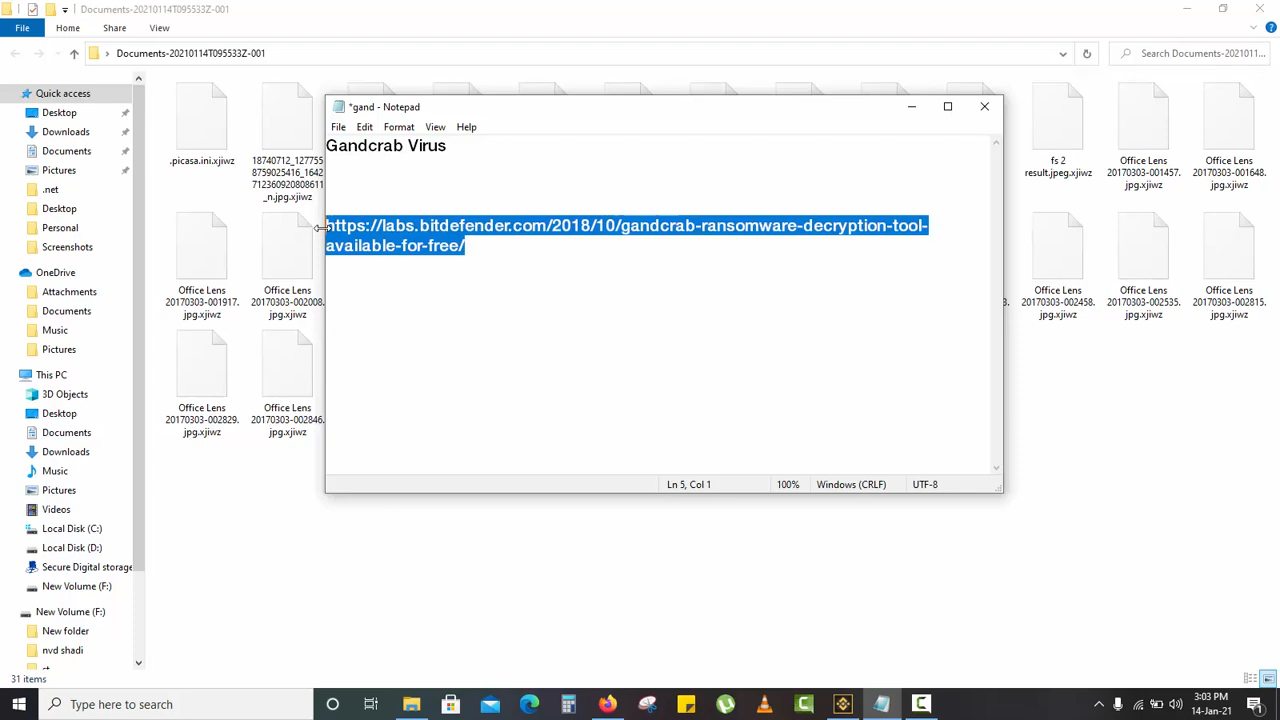 Documents-20210114T095533Z-001
File Home Share View
Documents-20210114T095533Z-001
Search Documents-2021011...
Quick access
Desktop
Downloads
Documents
Pictures
.net
Desktop
Personal
Screenshots
OneDrive
Attachments
Documents
Music
Pictures
This PC
3D Objects
Desktop
Documents
Downloads
Music
Pictures
Videos
Local Disk (C:)
Local Disk (D:)
Secure Digital storage
New Volume (F:)
New Volume (F:)
New folder
nvd shadi
31 items
.picasa.ini.xjiwz
18740712_127755
8759025416_1642
712360920808611
_n.jpg.xjiwz
fs 2
result.jpeg.xjiwz
Office Lens
20170303-001457.
jpg.xjiwz
Office Lens
20170303-001648.
jpg.xjiwz
Office Lens
20170303-001917.
jpg.xjiwz
Office Lens
20170303-002008.
jpg.xjiwz
Office Lens
20170303-002458.
jpg.xjiwz
Office Lens
20170303-002535.
jpg.xjiwz
Office Lens
20170303-002815.
jpg.xjiwz
Office Lens
20170303-002829.
jpg.xjiwz
Office Lens
20170303-002846.
jpg.xjiwz
*gand - Notepad
File Edit Format View Help
Gandcrab Virus
https://labs.bitdefender.com/2018/10/gandcrab-ransomware-decryption-tool-
available-for-free/
Ln 5, Col 1 100% Windows (CRLF) UTF-8
Type here to search
3:03 PM
14-Jan-21